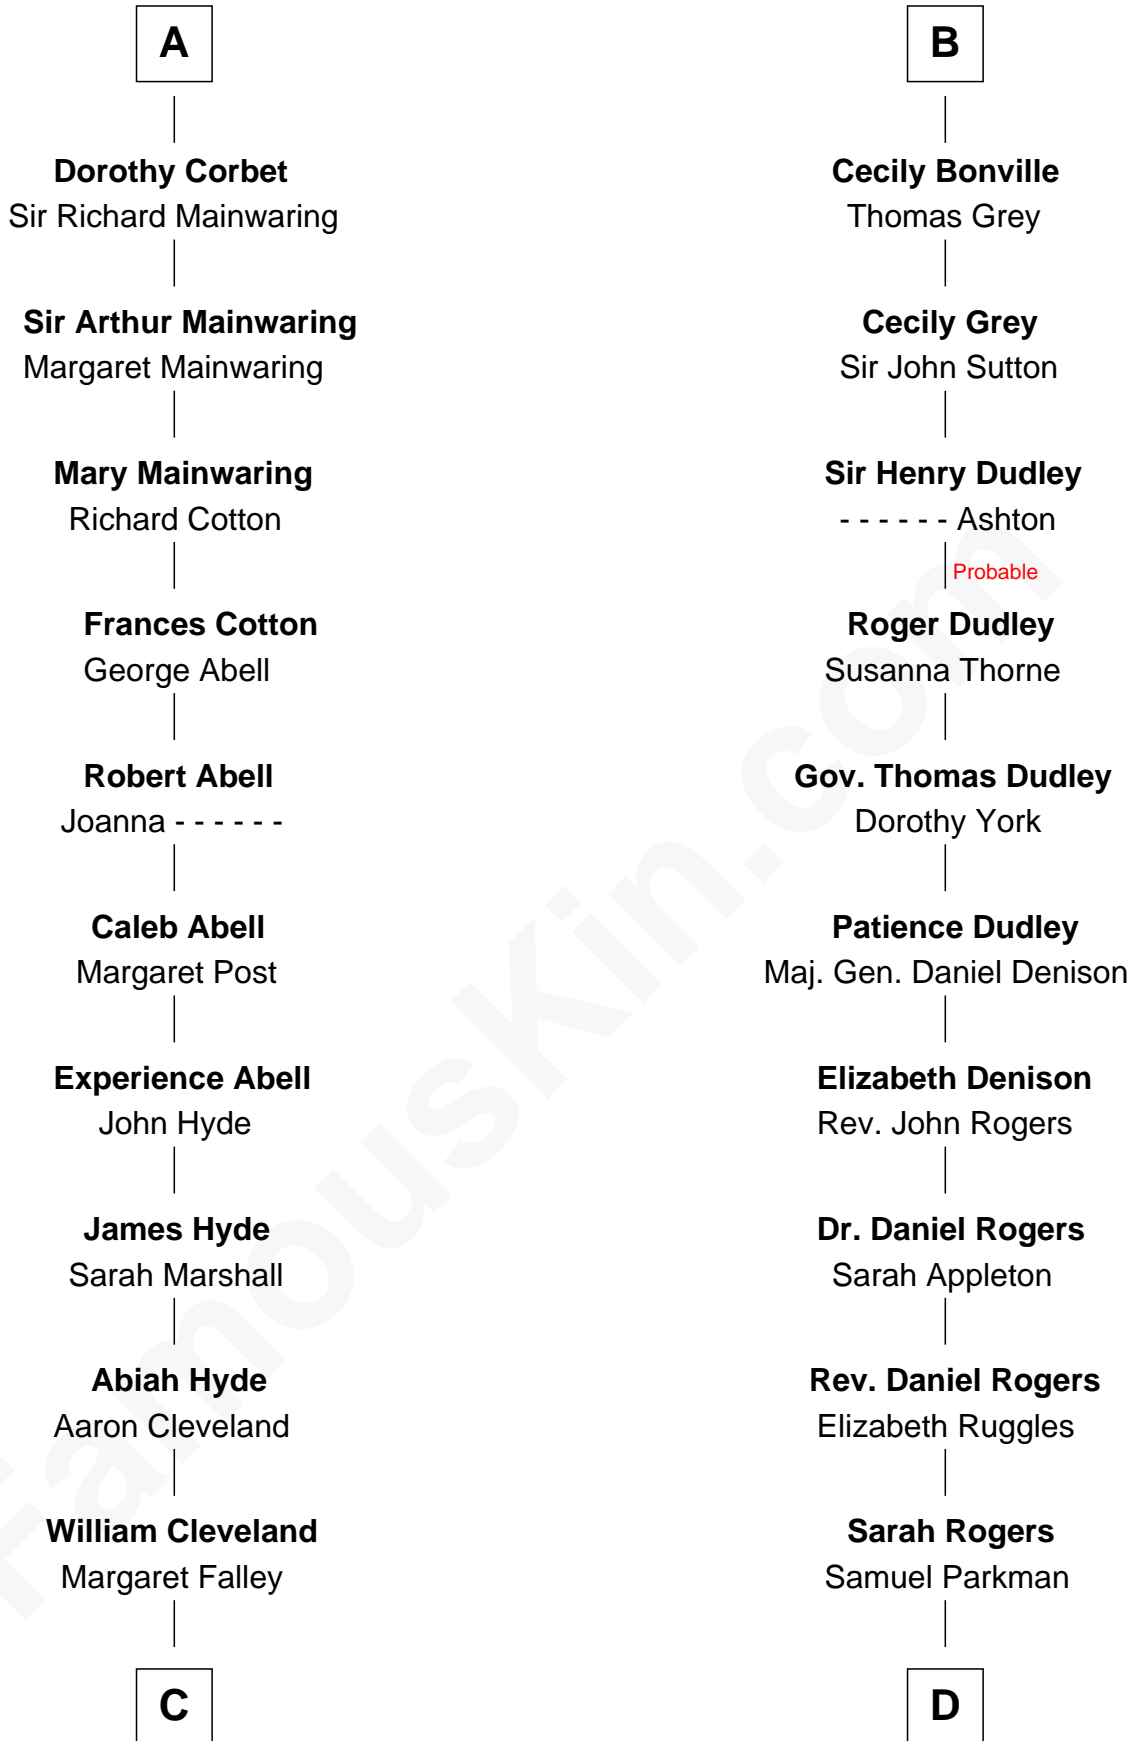 A
Dorothy Corbet
Sir Richard Mainwaring
Sir Arthur Mainwaring
Margaret Mainwaring
Mary Mainwaring
Richard Cotton
Frances Cotton
George Abell
Robert Abell
Joanna - - - - - -
Caleb Abell
Margaret Post
Experience Abell
John Hyde
James Hyde
Sarah Marshall
Abiah Hyde
Aaron Cleveland
William Cleveland
Margaret Falley
C
B
Cecily Bonville
Thomas Grey
Cecily Grey
Sir John Sutton
Sir Henry Dudley
- - - - - - Ashton
Probable
Roger Dudley
Susanna Thorne
Gov. Thomas Dudley
Dorothy York
Patience Dudley
Maj. Gen. Daniel Denison
Elizabeth Denison
Rev. John Rogers
Dr. Daniel Rogers
Sarah Appleton
Rev. Daniel Rogers
Elizabeth Ruggles
Sarah Rogers
Samuel Parkman
D
FamousKin.com